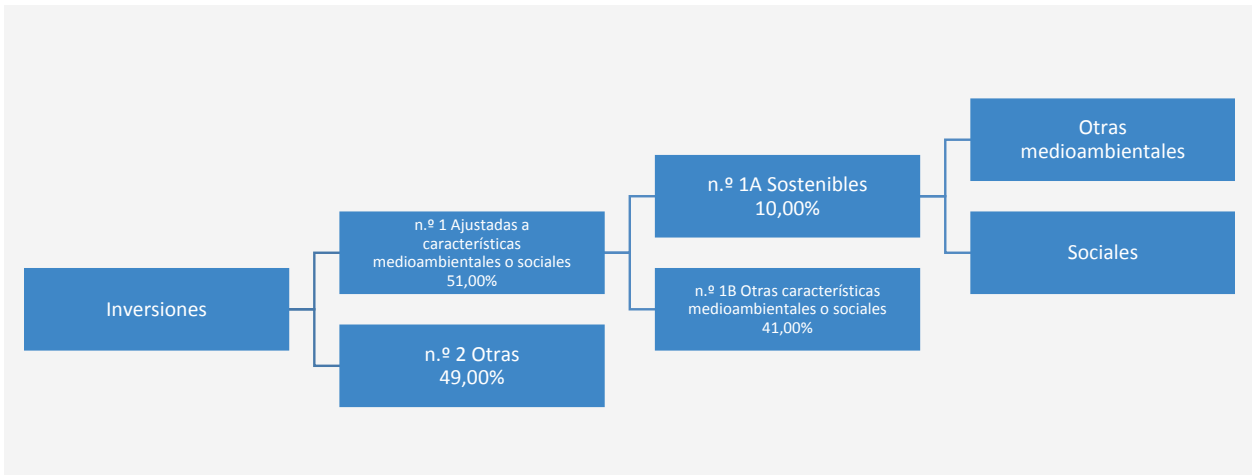 Inversiones
n.º 1 Ajustadas a
características
medioambientales o sociales
51,00%
n.º 2 Otras
49,00%
n.º 1A Sostenibles
10,00%
n.º 1B Otras características
medioambientales o sociales
41,00%
Otras
medioambientales
Sociales